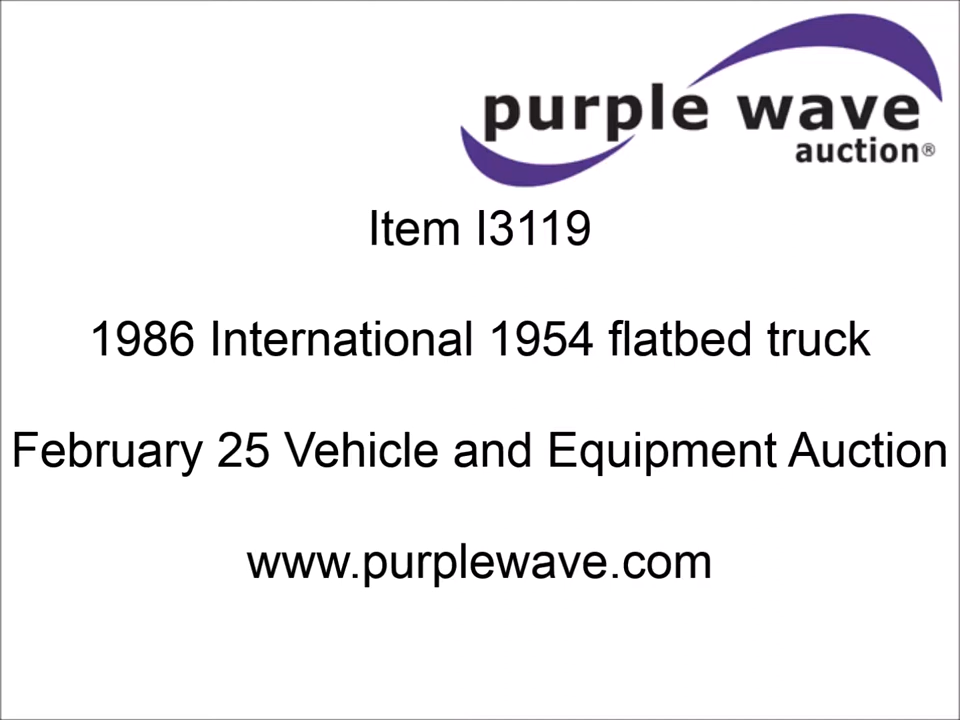 purple wave
auction®
Item I3119
1986 International 1954 flatbed truck
February 25 Vehicle and Equipment Auction
www.purplewave.com